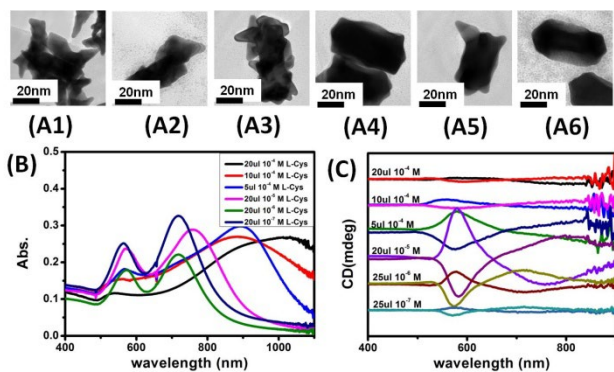 20nm 20nm 20nm 20nm 20nm 20nm
(A1) (A2) (A3) (A4) (A5) (A6)
(B)
20ul 10⁻⁴ M L-Cys
10ul 10⁻⁴ M L-Cys
5ul 10⁻⁴ M L-Cys
20ul 10⁻⁵ M L-Cys
20ul 10⁻⁶ M L-Cys
20ul 10⁻⁷ M L-Cys
Abs.
0.5
0.4
0.3
0.2
0.1
0.0
400 600 800 1000
wavelength (nm)
(C)
CD(mdeg)
20ul 10⁻⁴ M
10ul 10⁻⁴ M
5ul 10⁻⁴ M
20ul 10⁻⁵ M
25ul 10⁻⁶ M
25ul 10⁻⁷ M
400 600 800
wavelength (nm)